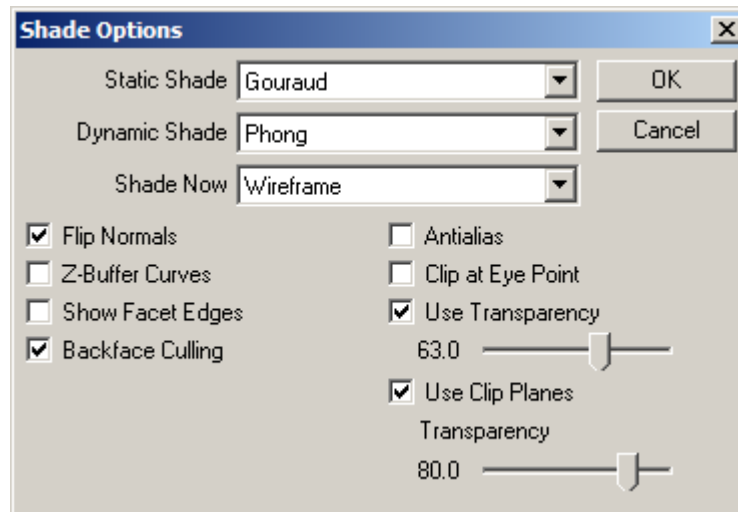 Shade Options
Static Shade Gouraud OK
Dynamic Shade Phong Cancel
Shade Now Wireframe
Flip Normals Antialias
Z-Buffer Curves Clip at Eye Point
Show Facet Edges Use Transparency
Backface Culling 63.0
Use Clip Planes
Transparency
80.0